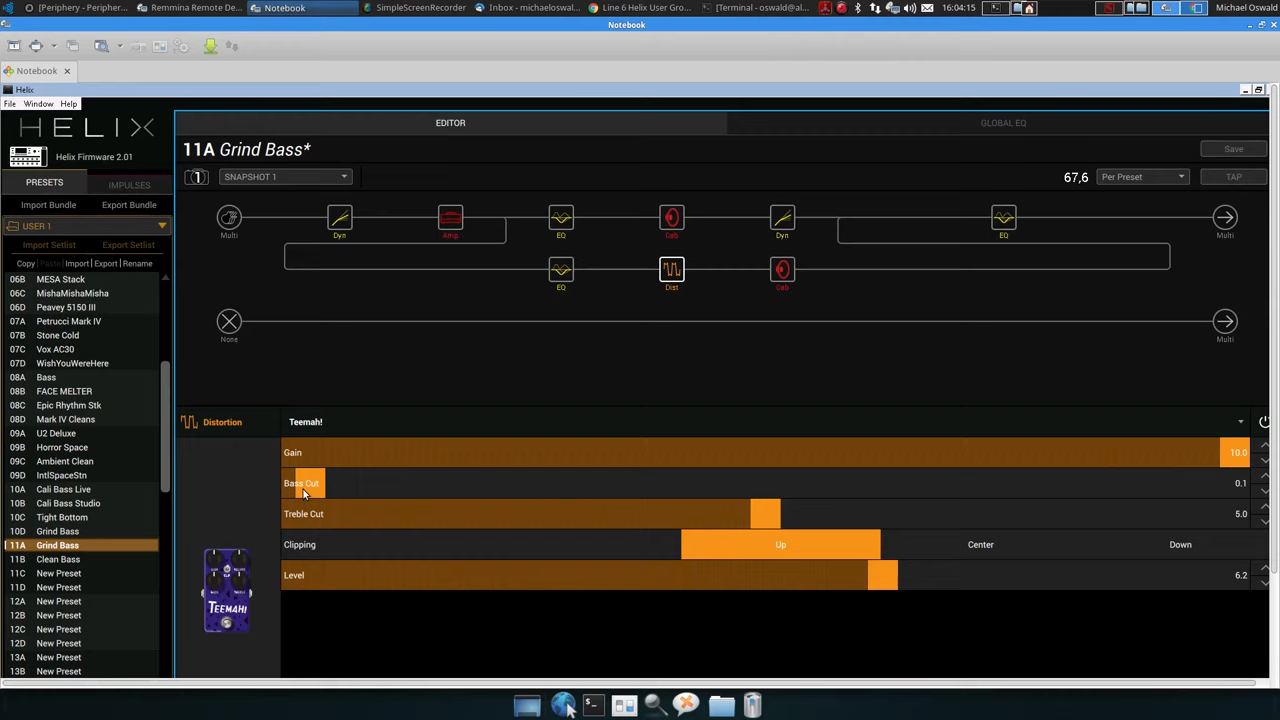 [Periphery - Peripher...
Remmina Remote De...
Notebook
SimpleScreenRecorder
Inbox - michaeloswal...
Line 6 Helix User Gro...
[Terminal - oswald@al...
16:04:15
Michael Oswald
Notebook
Notebook
Helix
File Window Help
HELIX
Helix Firmware 2.01
PRESETS
IMPULSES
Import Bundle
Export Bundle
USER 1
Import Setlist
Export Setlist
Copy Paste Import Export Rename
06B MESA Stack
06C MishaMishaMisha
06D Peavey 5150 III
07A Petrucci Mark IV
07B Stone Cold
07C Vox AC30
07D WishYouWereHere
08A Bass
08B FACE MELTER
08C Epic Rhythm Stk
08D Mark IV Cleans
09A U2 Deluxe
09B Horror Space
09C Ambient Clean
09D IntlSpaceStn
10A Cali Bass Live
10B Cali Bass Studio
10C Tight Bottom
10D Grind Bass
11A Grind Bass
11B Clean Bass
11C New Preset
11D New Preset
12A New Preset
12B New Preset
12C New Preset
12D New Preset
13A New Preset
13B New Preset
EDITOR
GLOBAL EQ
11A Grind Bass*
Save
1
SNAPSHOT 1
67,6
Per Preset
TAP
Multi
Dyn
Amp
EQ
Cab
Dyn
EQ
Multi
EQ
Dist
Cab
None
Multi
Distortion
Teemah!
Gain
10.0
Bass Cut
0.1
Treble Cut
5.0
Clipping
Up
Center
Down
Level
6.2
TEEMAH!